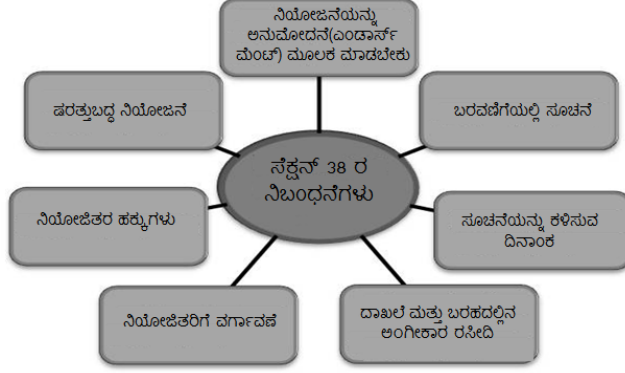 ನಿಯೋಜನೆಯನ್ನು
ಅನುಮೋದನೆ(ಎಂಡಾರ್ಸ್
ಮೆಂಟ್) ಮೂಲಕ ಮಾಡಬೇಕು
ಷರತ್ತುಬದ್ಧ ನಿಯೋಜನೆ
ಬರವಣಿಗೆಯಲ್ಲಿ ಸೂಚನೆ
ಸೆಕ್ಷನ್ 38 ರ
ನಿಬಂಧನೆಗಳು
ನಿಯೋಜಿತರ ಹಕ್ಕುಗಳು
ಸೂಚನೆಯನ್ನು ಕಳಿಸುವ
ದಿನಾಂಕ
ನಿಯೋಜಿತರಿಗೆ ವರ್ಗಾವಣೆ
ದಾಖಲೆ ಮತ್ತು ಬರಹದಲ್ಲಿನ
ಅಂಗೀಕಾರ ರಸೀದಿ